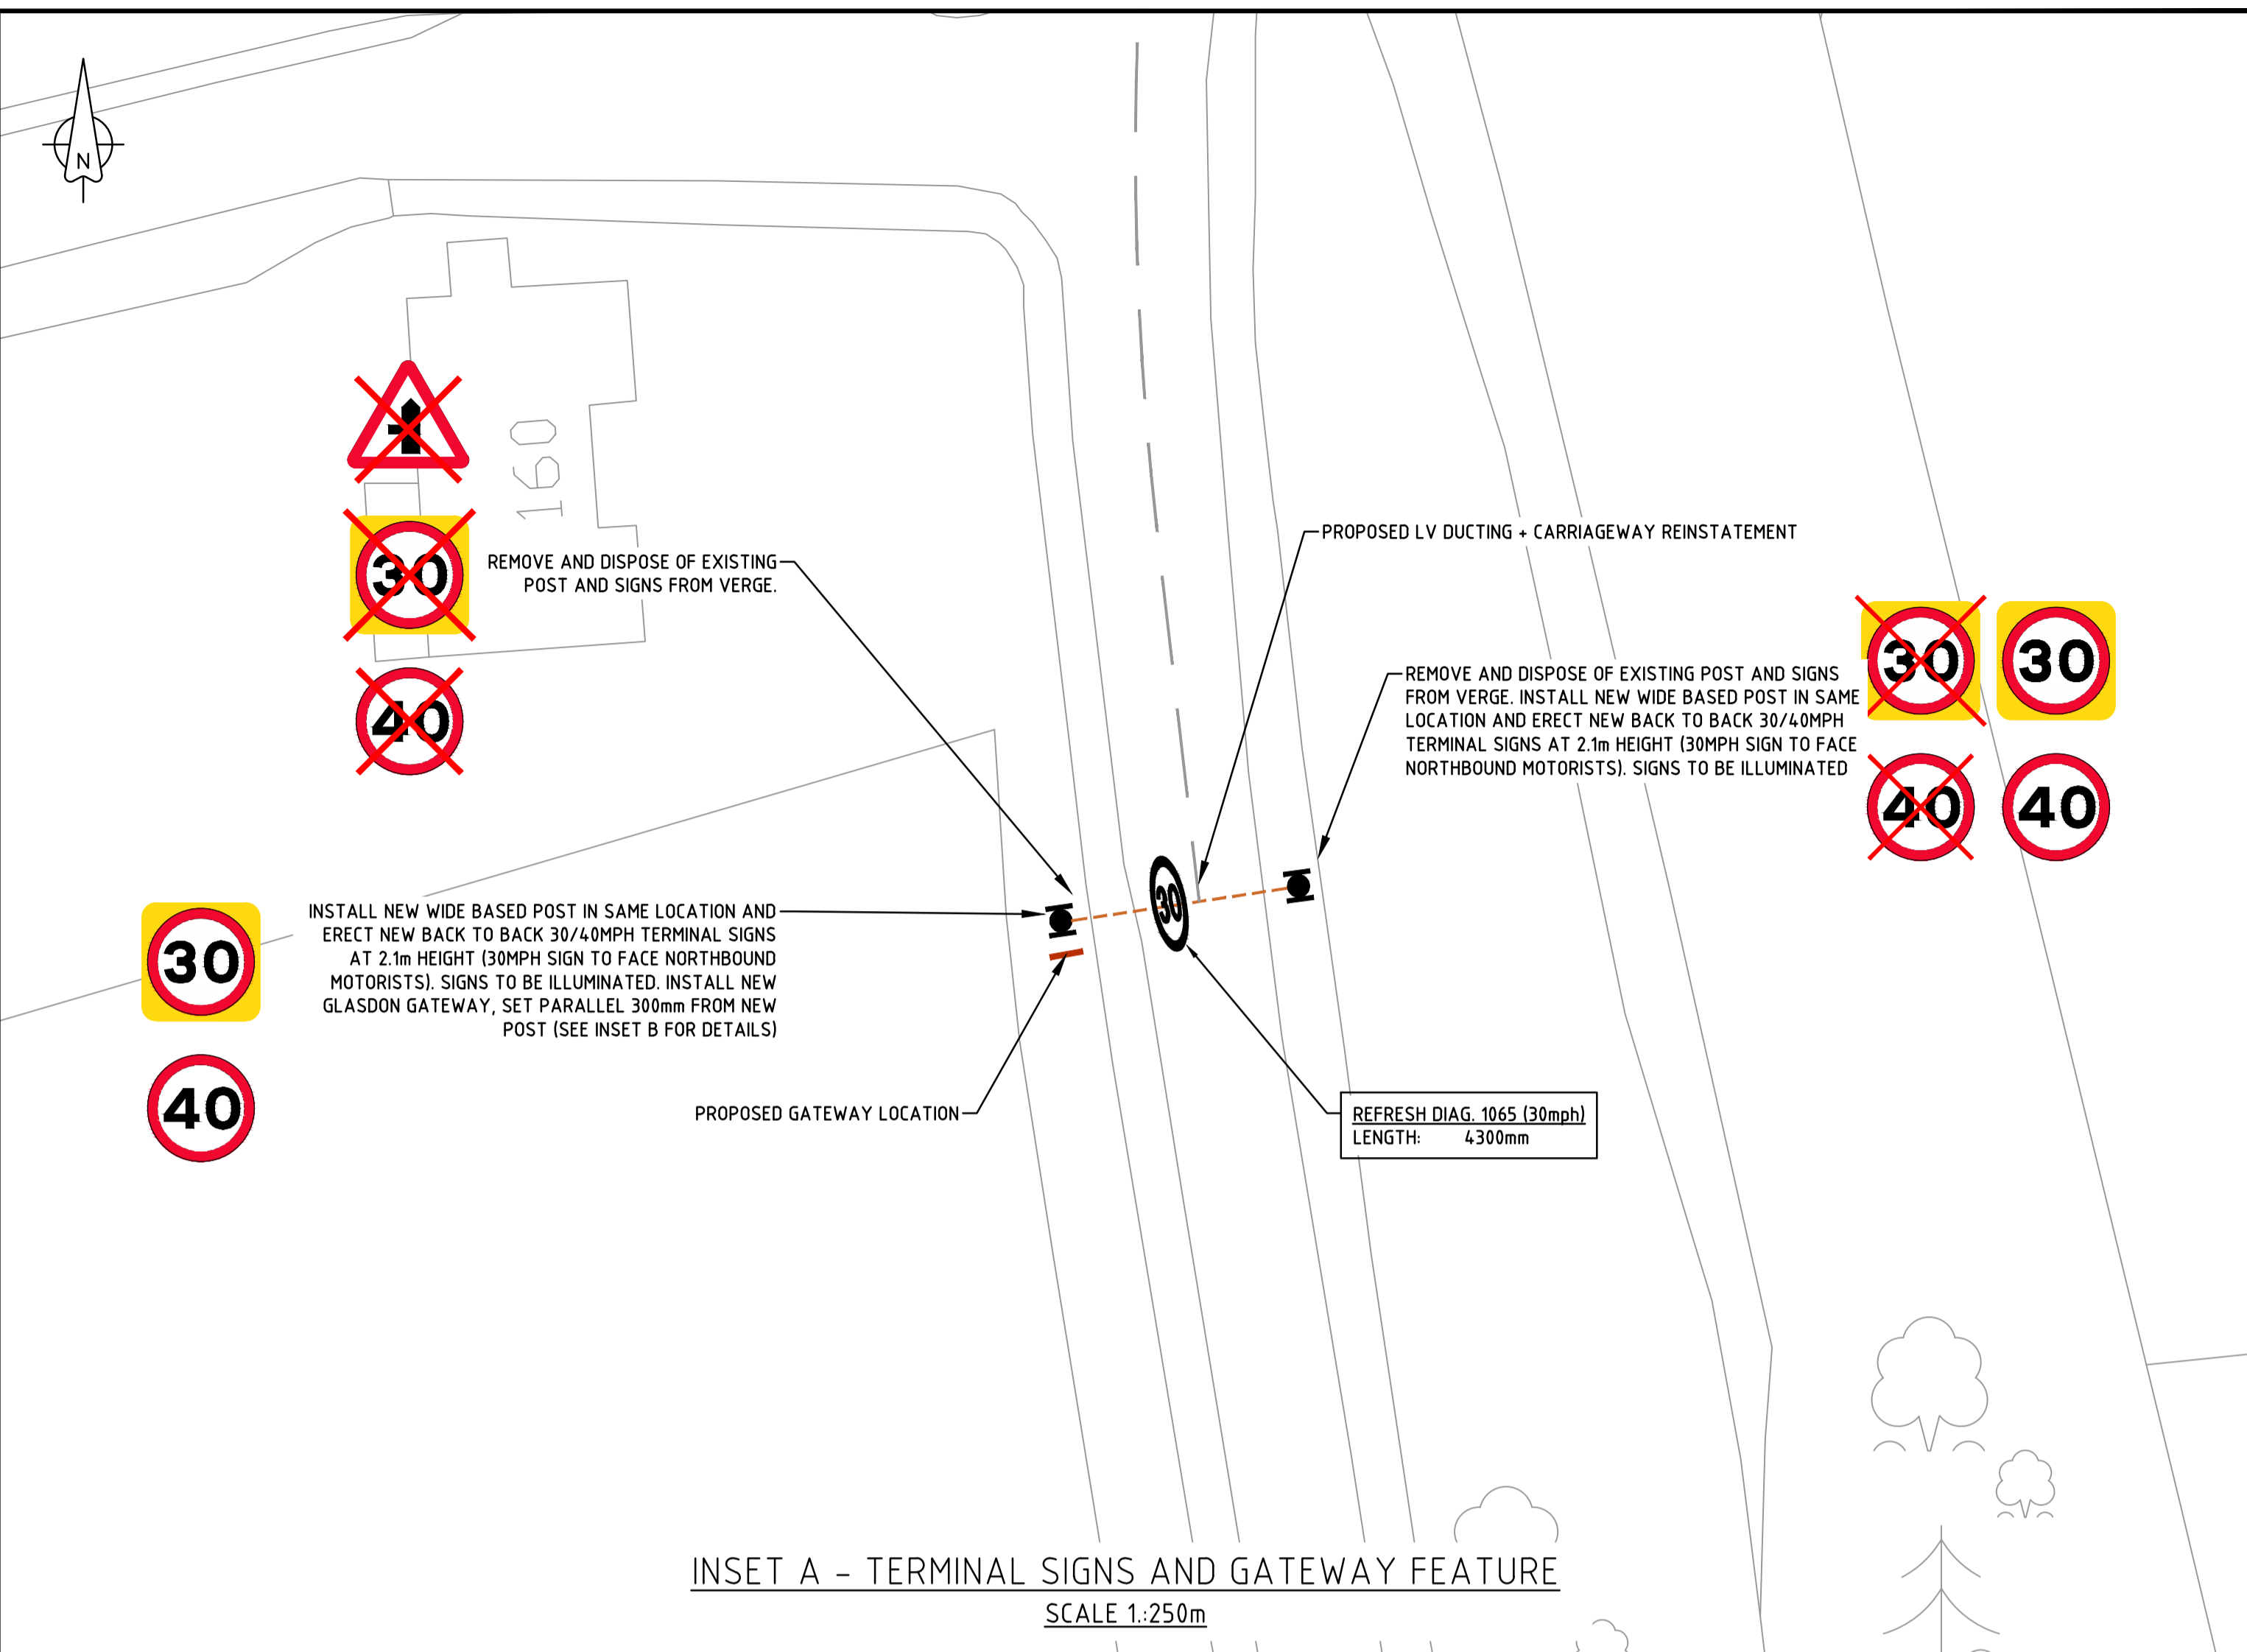 N
160
30
40
REMOVE AND DISPOSE OF EXISTING
POST AND SIGNS FROM VERGE.
PROPOSED LV DUCTING + CARRIAGEWAY REINSTATEMENT
REMOVE AND DISPOSE OF EXISTING POST AND SIGNS
FROM VERGE. INSTALL NEW WIDE BASED POST IN SAME
LOCATION AND ERECT NEW BACK TO BACK 30/40MPH
TERMINAL SIGNS AT 2.1m HEIGHT (30MPH SIGN TO FACE
NORTHBOUND MOTORISTS). SIGNS TO BE ILLUMINATED
30 30
40 40
30
40
INSTALL NEW WIDE BASED POST IN SAME LOCATION AND
ERECT NEW BACK TO BACK 30/40MPH TERMINAL SIGNS
AT 2.1m HEIGHT (30MPH SIGN TO FACE NORTHBOUND
MOTORISTS). SIGNS TO BE ILLUMINATED. INSTALL NEW
GLASDON GATEWAY, SET PARALLEL 300mm FROM NEW
POST (SEE INSET B FOR DETAILS)
30
PROPOSED GATEWAY LOCATION
REFRESH DIAG. 1065 (30mph)
LENGTH: 4300mm
INSET A - TERMINAL SIGNS AND GATEWAY FEATURE
SCALE 1.:250m